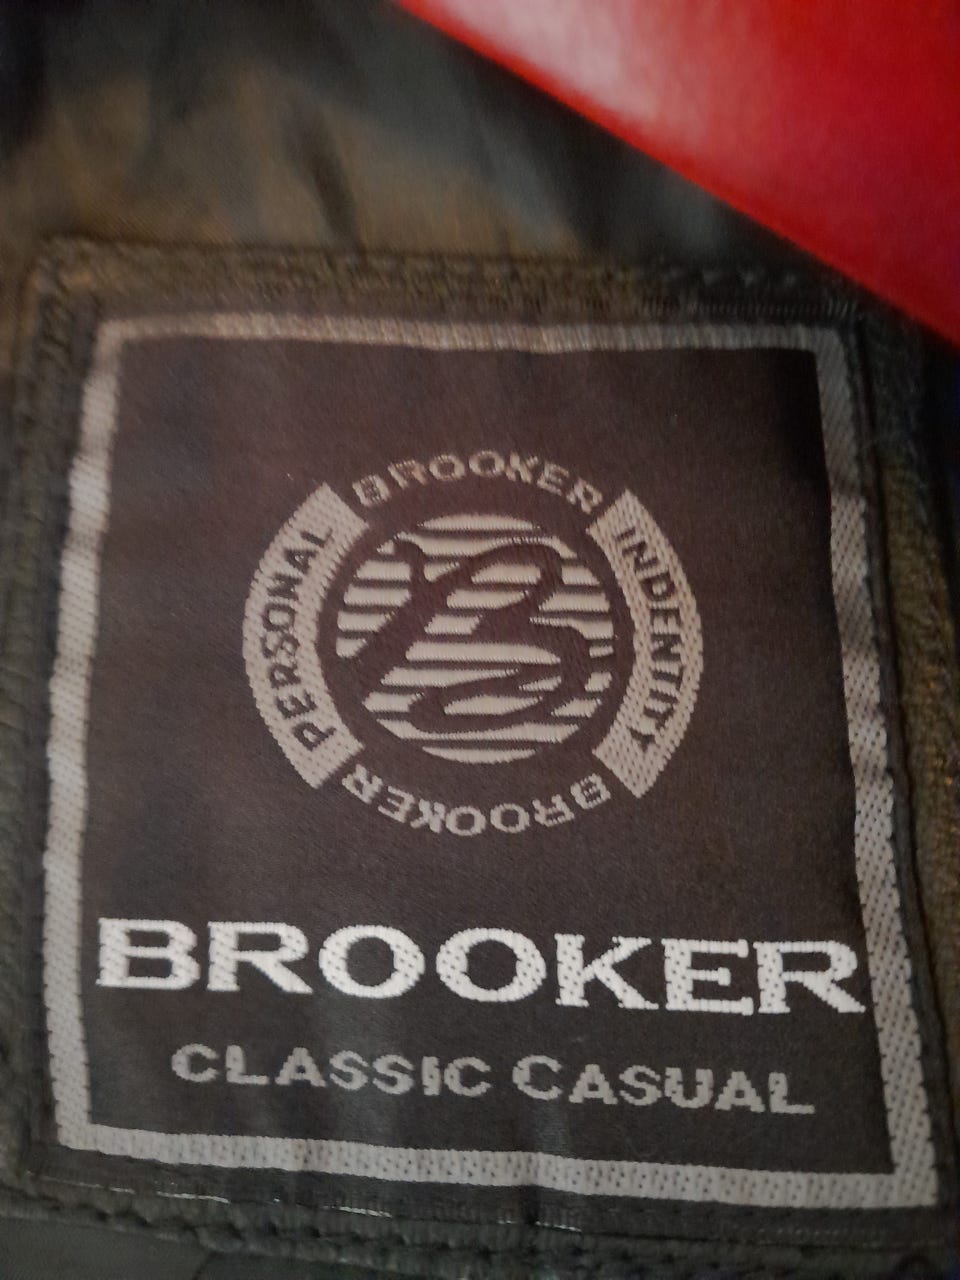 BROOKER
PERSONAL
INDENTITY
B
BROOKER
BROOKER
CLASSIC CASUAL